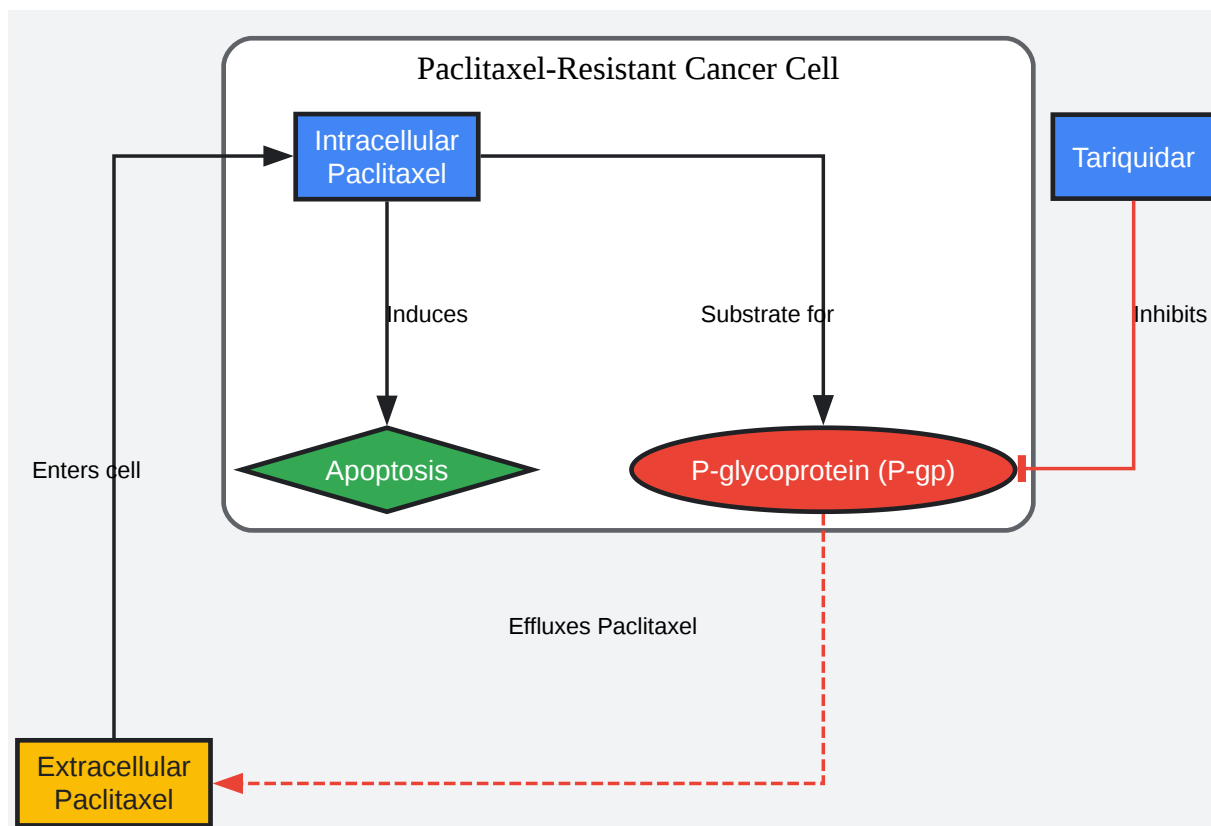 Paclitaxel-Resistant Cancer Cell
Intracellular
Paclitaxel
Tariquidar
Induces
Substrate for
Inhibits
Enters cell
Apoptosis
P-glycoprotein (P-gp)
Effluxes Paclitaxel
Extracellular
Paclitaxel